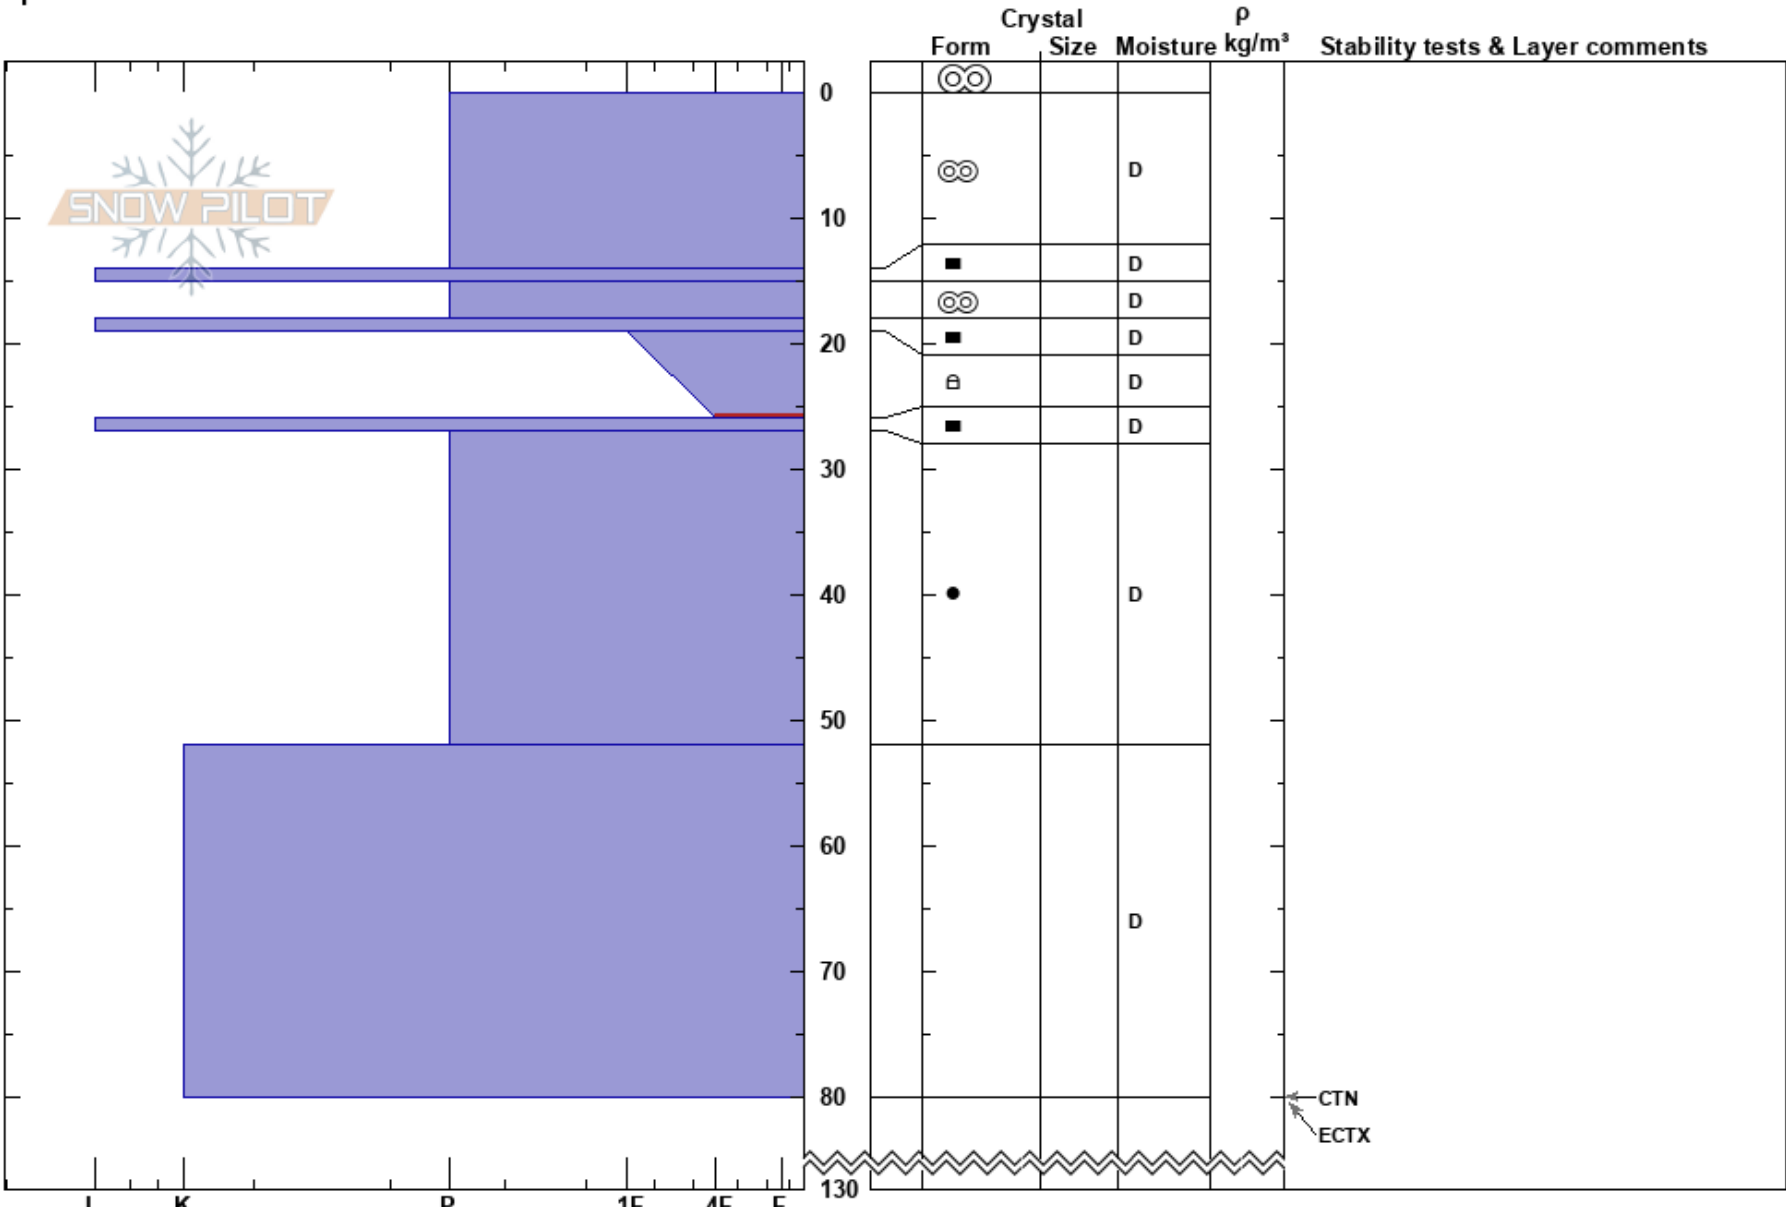 Crystal ρ
Form Size Moisture kg/m³ Stability tests & Layer comments
0
D
SNOW PILOT
10
D
D
D
20
D
D
30
40 D
50
60
D
70
80 CTN
ECTX
130
I K P 1F 4F F